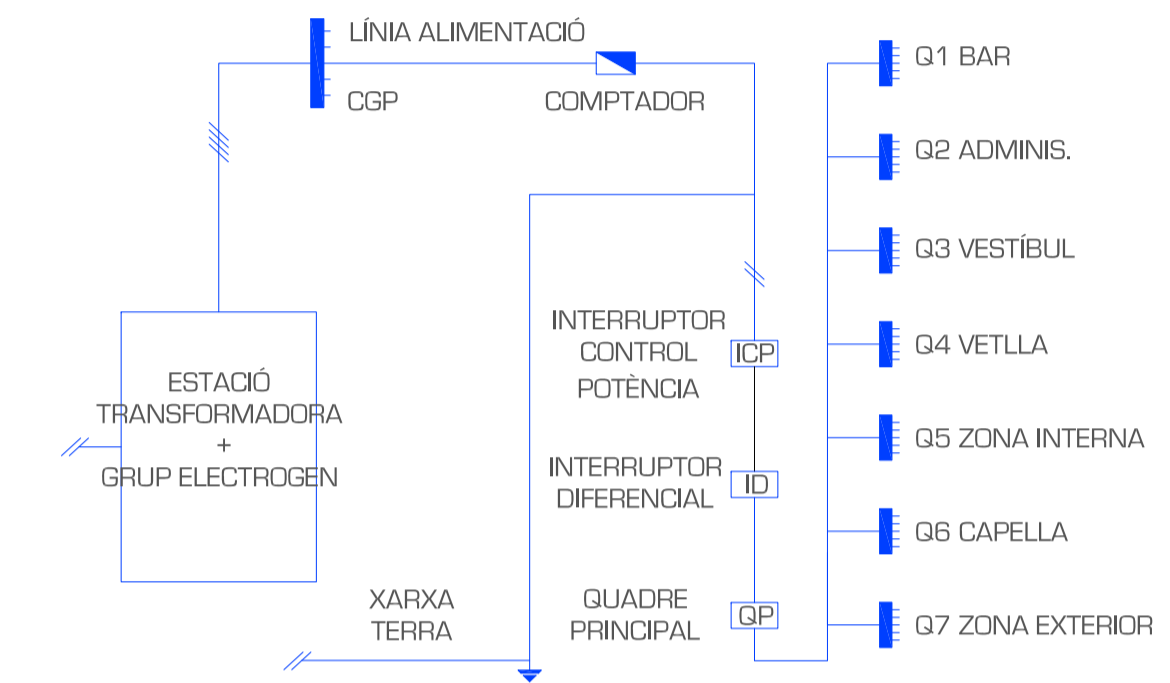 LÍNIA ALIMENTACIÓ
CGP
COMPTADOR
ESTACIÓ
TRANSFORMADORA
+
GRUP ELECTROGEN
INTERRUPTOR
CONTROL
POTÈNCIA
ICP
INTERRUPTOR
DIFERENCIAL
ID
QUADRE
PRINCIPAL
QP
XARXA
TERRA
Q1 BAR
Q2 ADMINIS.
Q3 VESTÍBUL
Q4 VETLLA
Q5 ZONA INTERNA
Q6 CAPELLA
Q7 ZONA EXTERIOR